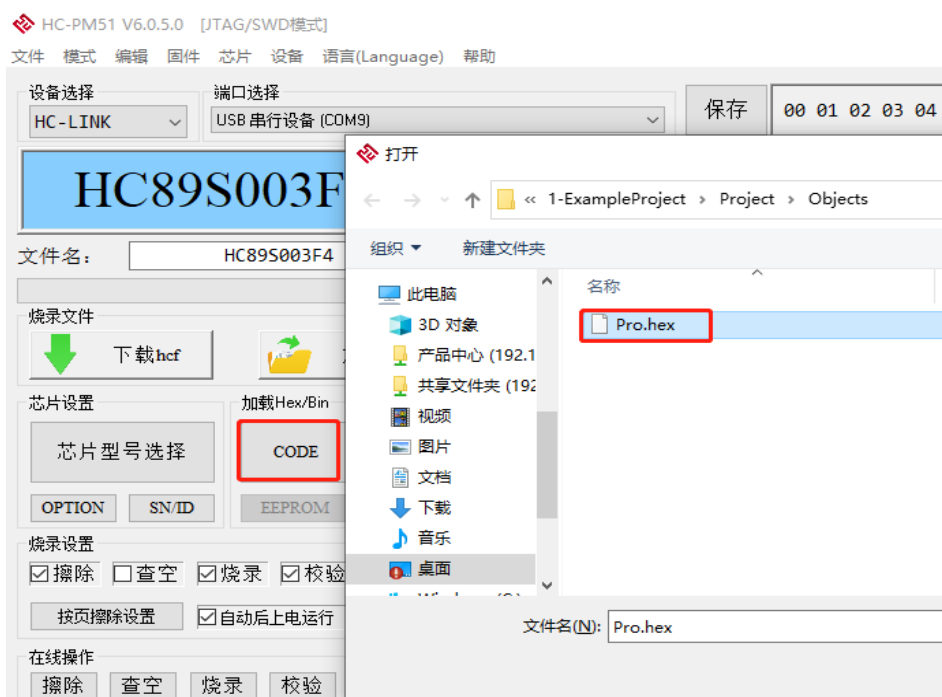 HC-PM51 V6.0.5.0 [JTAG/SWD模式]
文件 模式 编辑 固件 芯片 设备 语言(Language) 帮助
设备选择
端口选择
HC-LINK
USB 串行设备 (COM9)
保存
00 01 02 03 04
HC89S003F
文件名:
HC89S003F4
烧录文件
下载hcf
芯片设置
加载Hex/Bin
芯片型号选择
CODE
OPTION
SN/ID
EEPROM
烧录设置
擦除
查空
烧录
校验
按页擦除设置
自动后上电运行
在线操作
擦除
查空
烧录
校验
打开
« 1-ExampleProject › Project › Objects
组织
新建文件夹
名称
此电脑
3D 对象
产品中心 (192.1
共享文件夹 (192
视频
图片
文档
下载
音乐
桌面
Pro.hex
文件名(N):
Pro.hex